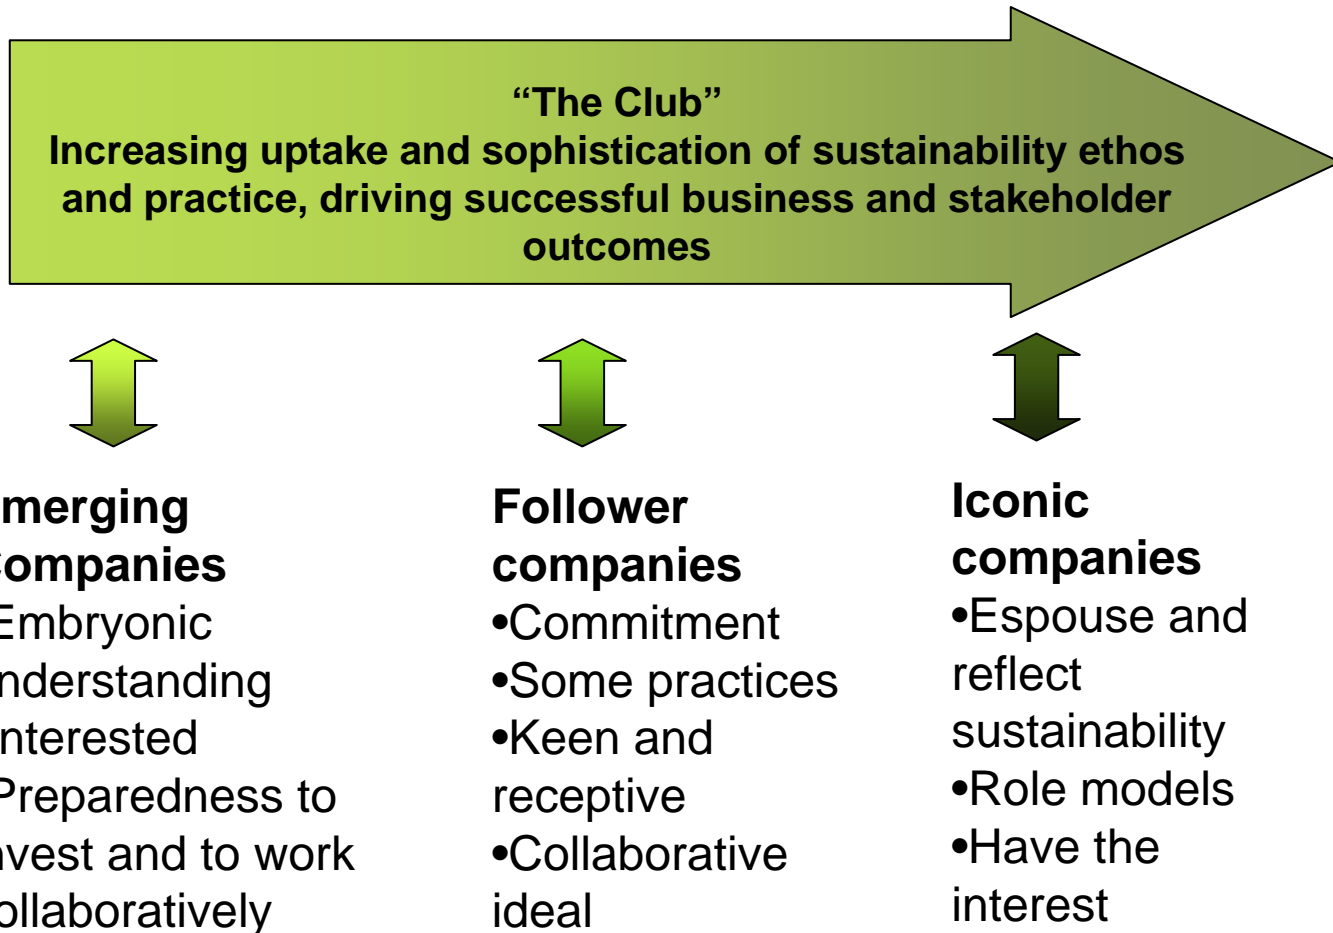 “The Club”
Increasing uptake and sophistication of sustainability ethos
and practice, driving successful business and stakeholder
outcomes
merging
ompanies
Embryonic
nderstanding
nterested
Preparedness to
nvest and to work
ollaboratively
Follower
companies
•Commitment
•Some practices
•Keen and
receptive
•Collaborative
ideal
Iconic
companies
•Espouse and
reflect
sustainability
•Role models
•Have the
interest